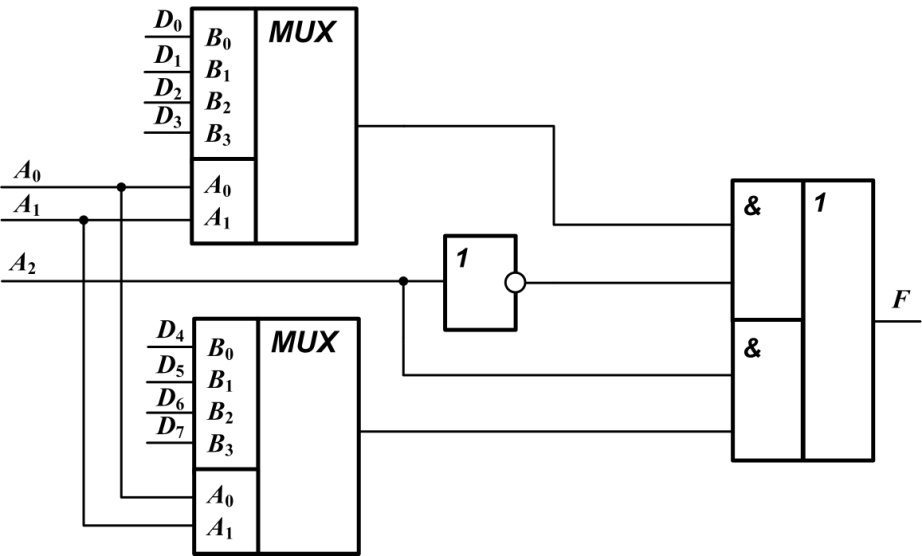 D₀ B₀ MUX
D₁ B₁
D₂ B₂
D₃ B₃
A₀ A₀
A₁ A₁
A₂
1
& 1
F
&
D₄ B₀ MUX
D₅ B₁
D₆ B₂
D₇ B₃
A₀
A₁